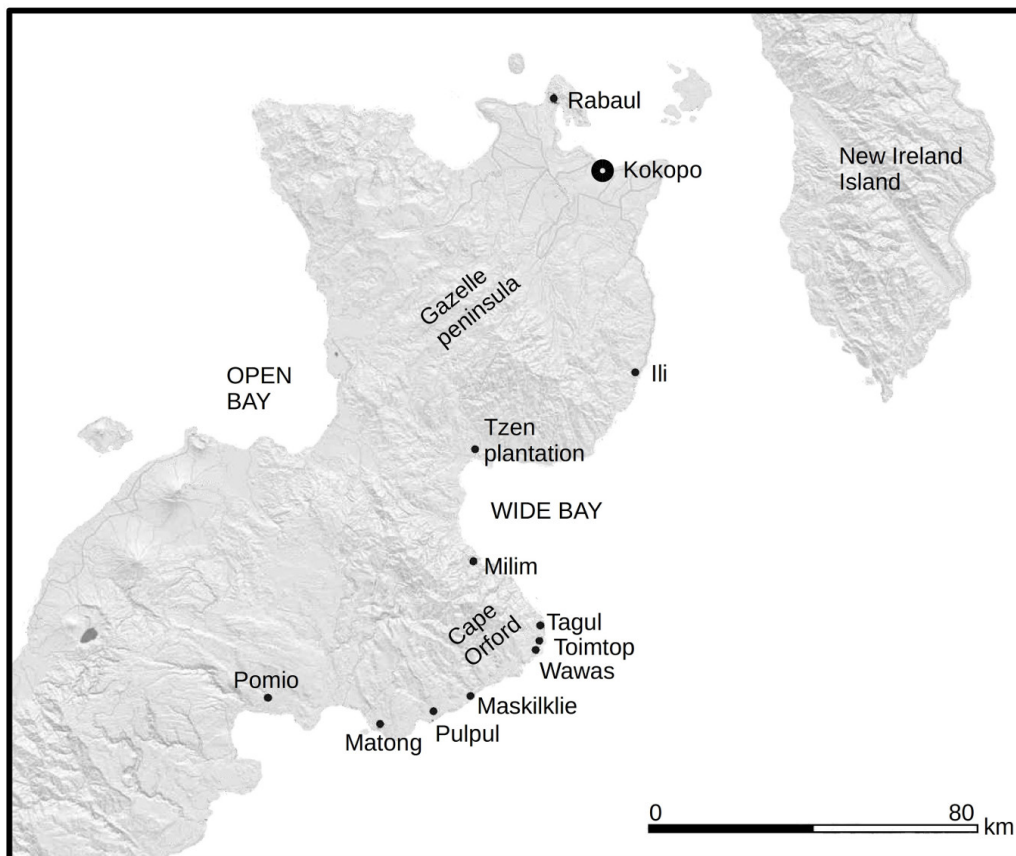 Rabaul
Kokopo
New Ireland
Island
Gazelle
peninsula
OPEN
BAY
Ili
Tzen
plantation
WIDE BAY
Milim
Cape
Orford
Tagul
Toimtop
Wawas
Pomio
Maskilklie
Pulpul
Matong
0 80
km